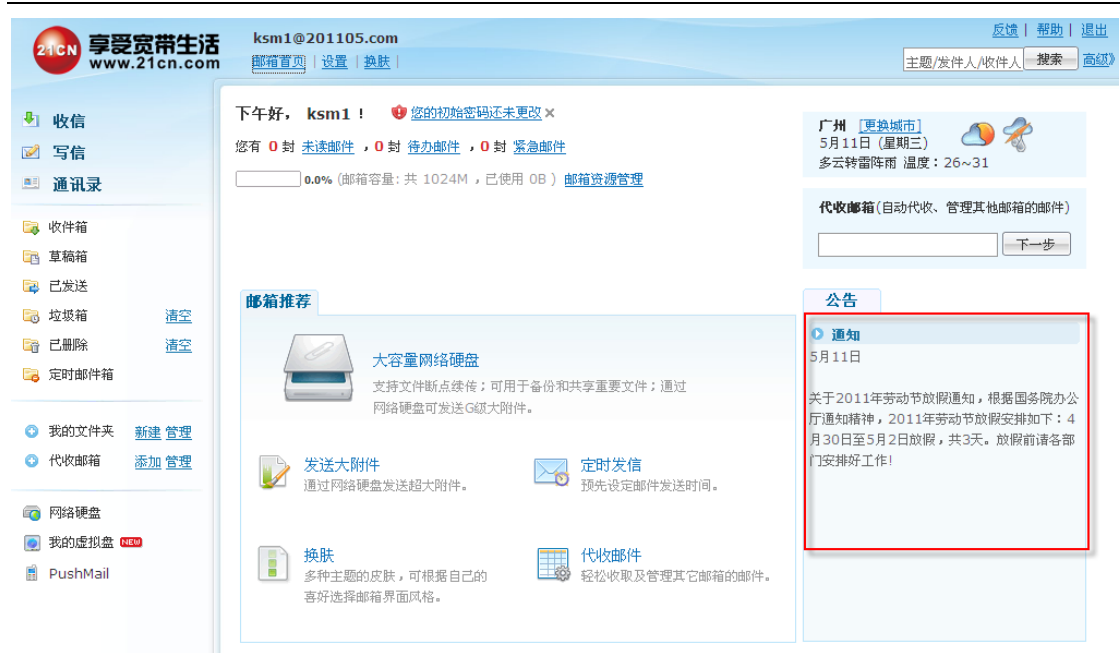 21CN 享受宽带生活
www.21cn.com
ksm1@201105.com
邮箱首页 | 设置 | 换肤 |
反馈 | 帮助 | 退出
主题/发件人/收件人 搜索 高级》
收信
写信
通讯录
收件箱
草稿箱
已发送
垃圾箱 清空
已删除 清空
定时邮件箱
我的文件夹 新建 管理
代收邮箱 添加 管理
网络硬盘
我的虚拟盘 NEW
PushMail
下午好， ksm1 ! 您的初始密码还未更改 ×
您有 0 封 未读邮件 ，0 封 待办邮件 ，0 封 紧急邮件
0.0% (邮箱容量: 共 1024M ，已使用 0B ) 邮箱资源管理
广州 [更换城市]
5月11日 (星期三)
多云转雷阵雨 温度：26~31
代收邮箱(自动代收、管理其他邮箱的邮件)
下一步
邮箱推荐
大容量网络硬盘
支持文件断点续传；可用于备份和共享重要文件；通过
网络硬盘可发送G级大附件。
发送大附件
通过网络硬盘发送超大附件。
定时发信
预先设定邮件发送时间。
换肤
多种主题的皮肤，可根据自己的
喜好选择邮箱界面风格。
代收邮件
轻松收取及管理其它邮箱的邮件。
公告
通知
5月11日
关于2011年劳动节放假通知，根据国务院办公
厅通知精神，2011年劳动节放假安排如下：4
月30日至5月2日放假，共3天。放假前请各部
门安排好工作!